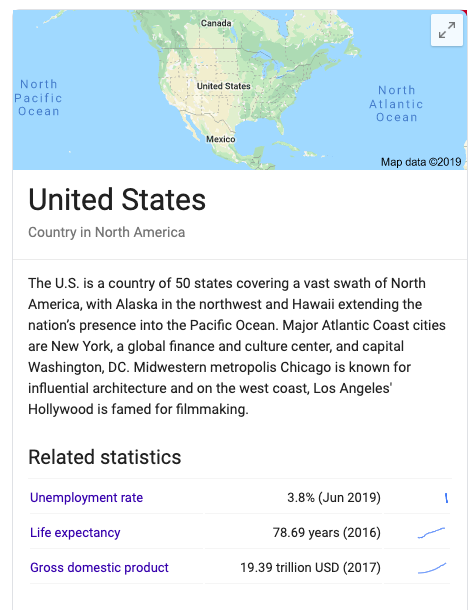 Canada
North
Pacific
Ocean
United States
North
Atlantic
Ocean
Mexico
Map data ©2019
United States
Country in North America
The U.S. is a country of 50 states covering a vast swath of North
America, with Alaska in the northwest and Hawaii extending the
nation’s presence into the Pacific Ocean. Major Atlantic Coast cities
are New York, a global finance and culture center, and capital
Washington, DC. Midwestern metropolis Chicago is known for
influential architecture and on the west coast, Los Angeles'
Hollywood is famed for filmmaking.
Related statistics
Unemployment rate 3.8% (Jun 2019)
Life expectancy 78.69 years (2016)
Gross domestic product 19.39 trillion USD (2017)